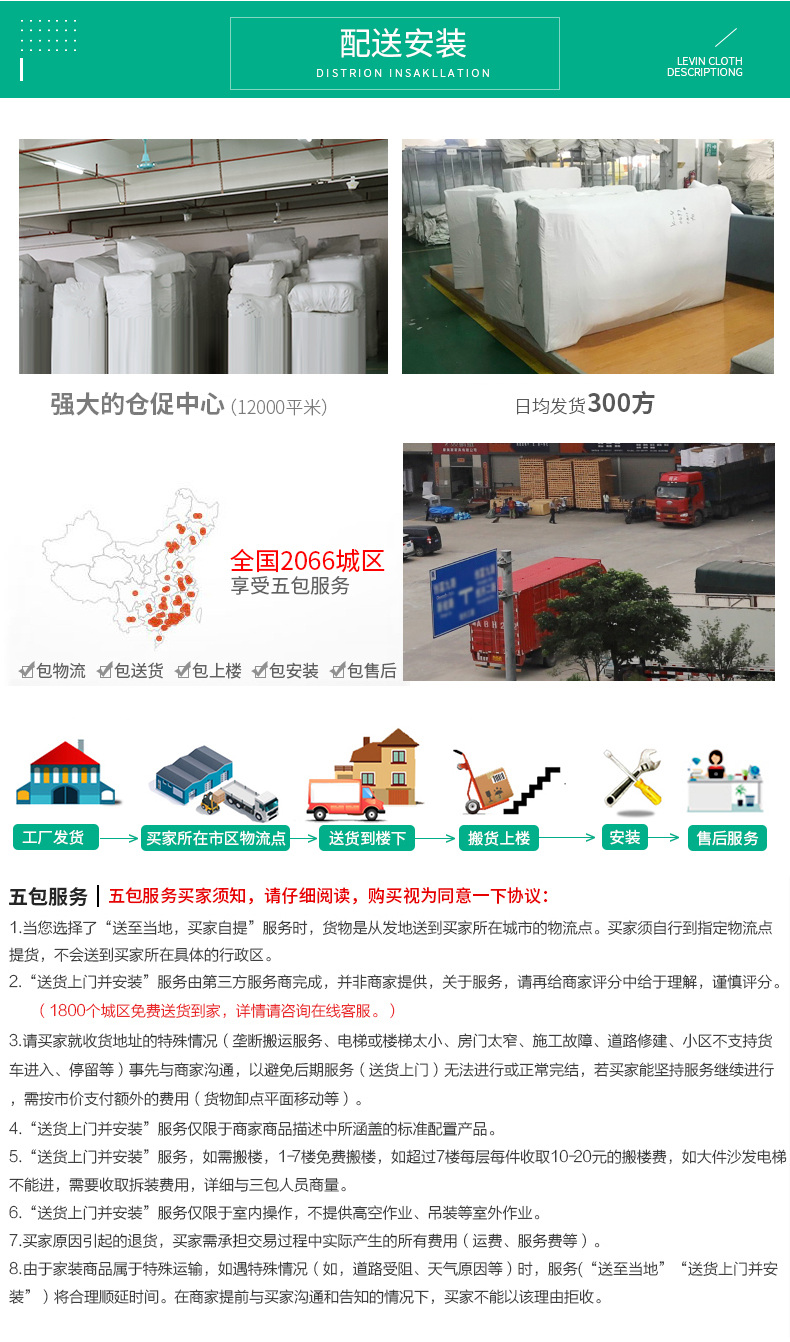 配送安装
DISTRION INSAKLLATION
LEVIN CLOTH
DESCRIPTIONG
强大的仓促中心（12000平米）
日均发货300方
全国2066城区
享受五包服务
包物流 包送货 包上楼 包安装 包售后
工厂发货 买家所在市区物流点 送货到楼下 搬货上楼 安装 售后服务
五包服务 五包服务买家须知，请仔细阅读，购买视为同意一下协议：
1.当您选择了“送至当地，买家自提”服务时，货物是从发地送到买家所在城市的物流点。买家须自行到指定物流点
提货，不会送到买家所在具体的行政区。
2.“送货上门并安装”服务由第三方服务商完成，并非商家提供，关于服务，请再给商家评分中给于理解，谨慎评分。
（1800个城区免费送货到家，详情请咨询在线客服。）
3.请买家就收货地址的特殊情况（垄断搬运服务、电梯或楼梯太小、房门太窄、施工故障、道路修建、小区不支持货
车进入、停留等）事先与商家沟通，以避免后期服务（送货上门）无法进行或正常完结，若买家能坚持服务继续进行
，需按市价支付额外的费用（货物卸点平面移动等）。
4.“送货上门并安装”服务仅限于商家商品描述中所涵盖的标准配置产品。
5.“送货上门并安装”服务，如需搬楼，1-7楼免费搬楼，如超过7楼每层每件收取10-20元的搬楼费，如大件沙发电梯
不能进，需要收取拆装费用，详细与三包人员商量。
6.“送货上门并安装”服务仅限于室内操作，不提供高空作业、吊装等室外作业。
7.买家原因引起的退货，买家需承担交易过程中实际产生的所有费用（运费、服务费等）。
8.由于家装商品属于特殊运输，如遇特殊情况（如，道路受阻、天气原因等）时，服务(“送至当地”“送货上门并安
装”）将合理顺延时间。在商家提前与买家沟通和告知的情况下，买家不能以该理由拒收。